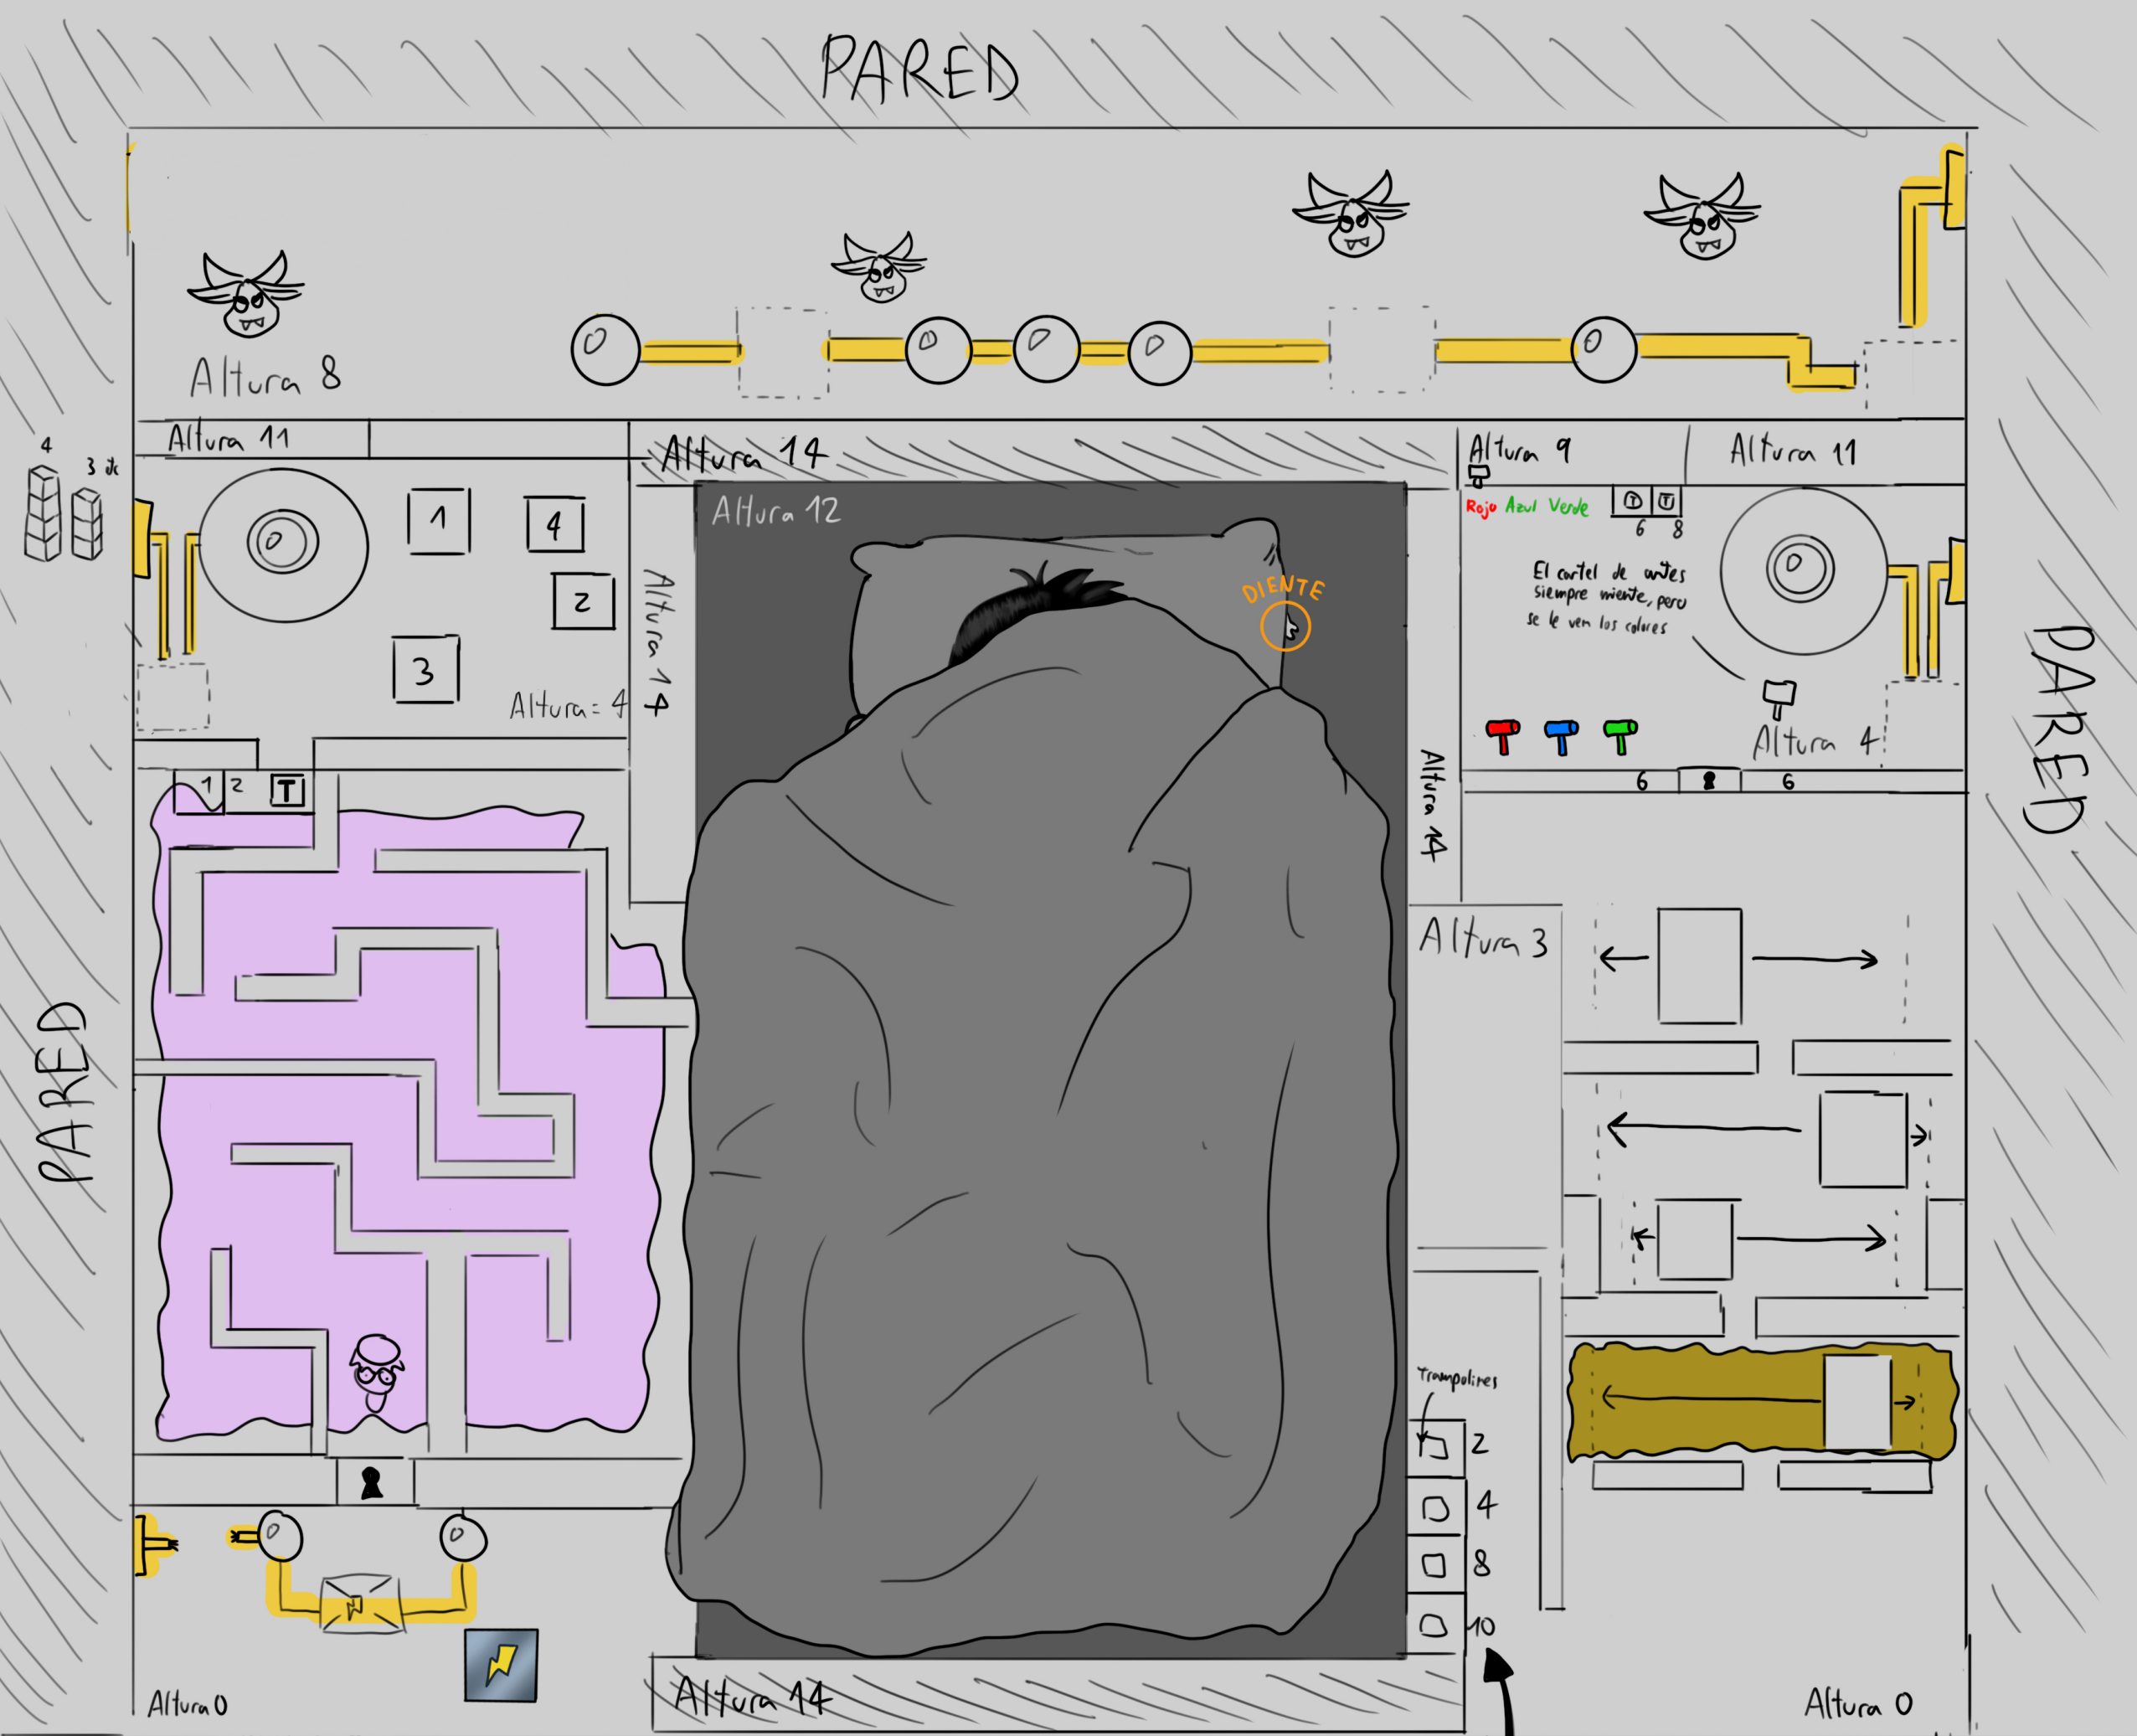 PARED
Altura 8
4
3 etc
Altura 11
Altura 14
Altura 9
Altura 11
Altura 12
1
4
2
3
Altura = 4
Altura 14
DIENTE
Rojo Azul Verde
T
T
6
8
El cartel de antes
siempre miente, pero
se le ven los colores
Altura 4
6
6
PARED
Altura 14
1
2
T
Altura 3
PARED
Trampolines
2
4
8
10
Altura 0
Altura 14
Altura 0